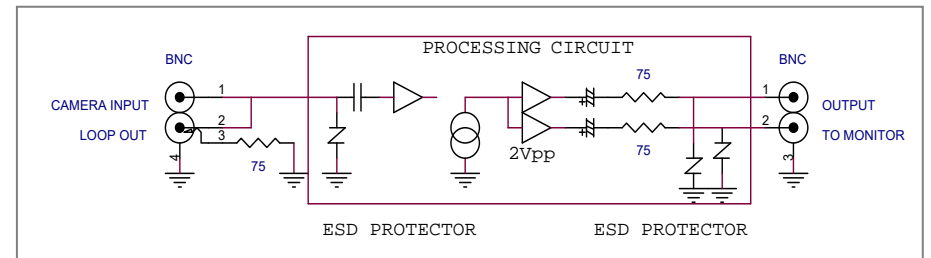 PROCESSING CIRCUIT
BNC
BNC
75
1
1
CAMERA INPUT
OUTPUT
2
2
LOOP OUT
TO MONITOR
3
2Vpp
75
75
4
3
ESD PROTECTOR
ESD PROTECTOR